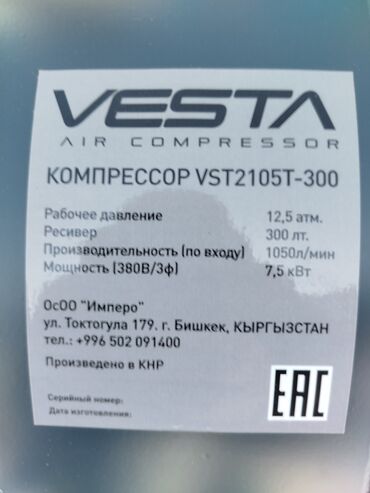 VESTA
AIR COMPRESSOR
КОМПРЕССОР VST2105T-300
Рабочее давление 12,5 атм.
Ресивер 300 лт.
Производительность (по входу) 1050л/мин
Мощность (380В/3ф) 7,5 кВт
ОсОО "Имперо"
ул. Токтогула 179. г. Бишкек, КЫРГЫЗСТАН
тел.: +996 502 091400
Произведено в КНР
Серийный номер:
Дата изготовления:
EAC